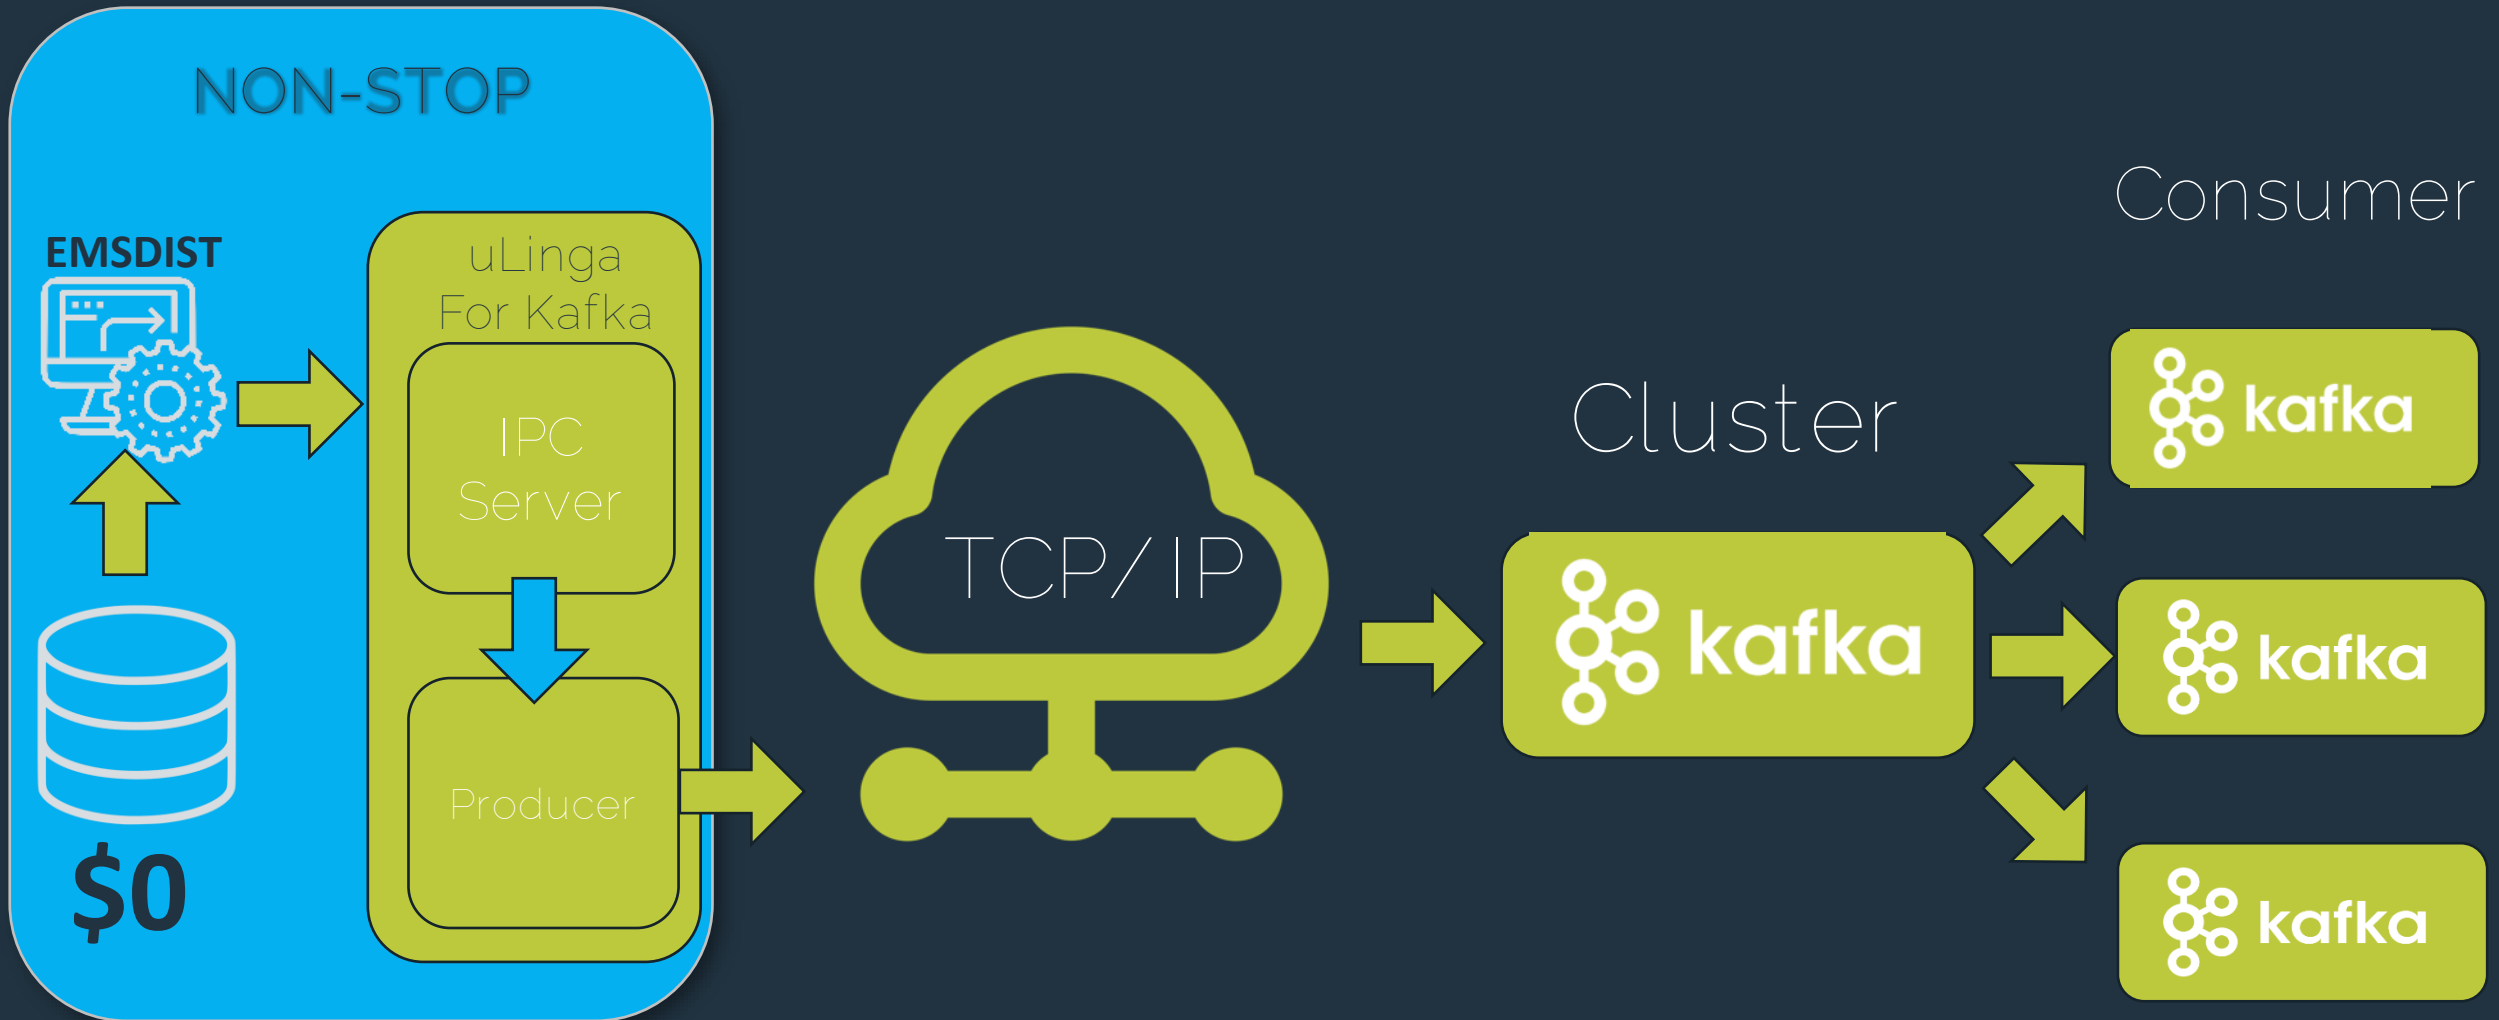 NON-STOP
EMSDIST
$0
uLinga
For Kafka
IPC
Server
Producer
TCP/IP
Cluster
kafka
Consumer
kafka
kafka
kafka